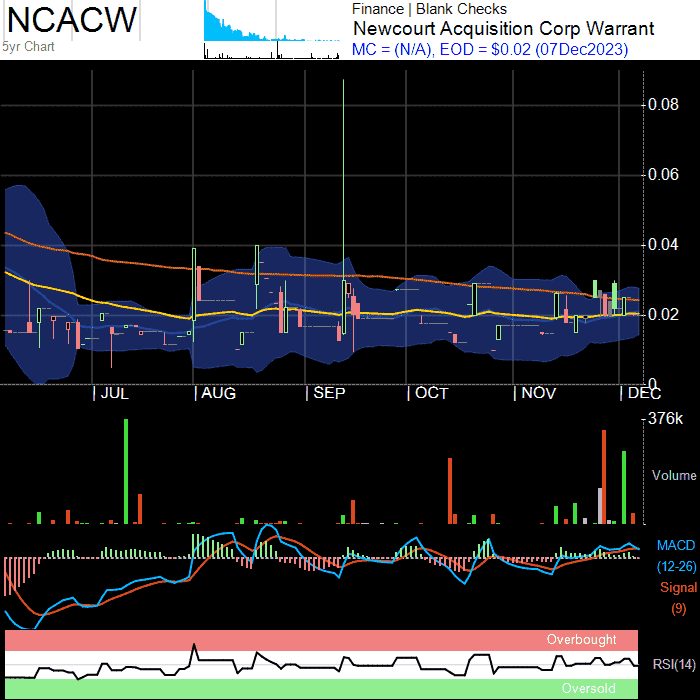 NCACW
5yr Chart
Finance | Blank Checks
Newcourt Acquisition Corp Warrant
MC = (N/A), EOD = $0.02 (07Dec2023)
0.08
0.06
0.04
0.02
0
JUL
AUG
SEP
OCT
NOV
DEC
376k
Volume
MACD
(12-26)
Signal
(9)
Overbought
RSI(14)
Oversold